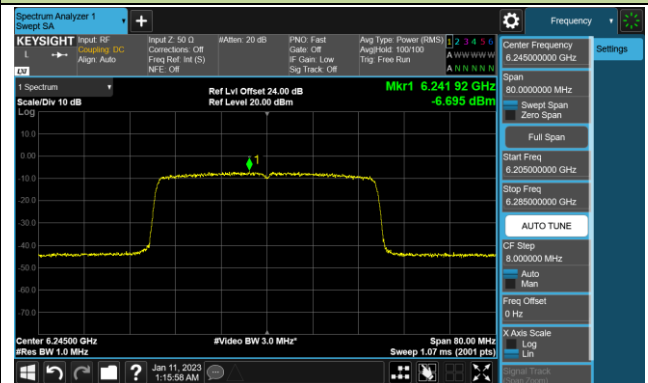 Spectrum Analyzer 1
Swept SA
+
Frequency
KEYSIGHT
L
LXI
Input: RF
Coupling: DC
Align: Auto
Input Z: 50 Ω
Corrections: Off
Freq Ref: Int (S)
NFE: Off
#Atten: 20 dB
PNO: Fast
Gate: Off
IF Gain: Low
Sig Track: Off
Avg Type: Power (RMS)
Avg|Hold: 100/100
Trig: Free Run
1 2 3 4 5 6
A W W W W W
A N N N N N
1 Spectrum
Scale/Div 10 dB
Log
Ref Lvl Offset 24.00 dB
Ref Level 20.00 dBm
Mkr1 6.241 92 GHz
-6.695 dBm
10.0
0.00
-10.0
-20.0
-30.0
-40.0
-50.0
-60.0
-70.0
1
Center 6.24500 GHz
#Res BW 1.0 MHz
#Video BW 3.0 MHz*
Span 80.00 MHz
Sweep 1.07 ms (2001 pts)
?
Jan 11, 2023
1:15:58 AM
Center Frequency
6.245000000 GHz
Settings
Span
80.0000000 MHz
Swept Span
Zero Span
Full Span
Start Freq
6.205000000 GHz
Stop Freq
6.285000000 GHz
AUTO TUNE
CF Step
8.000000 MHz
Auto
Man
Freq Offset
0 Hz
X Axis Scale
Log
Lin
Signal Track
(Span Zoom)